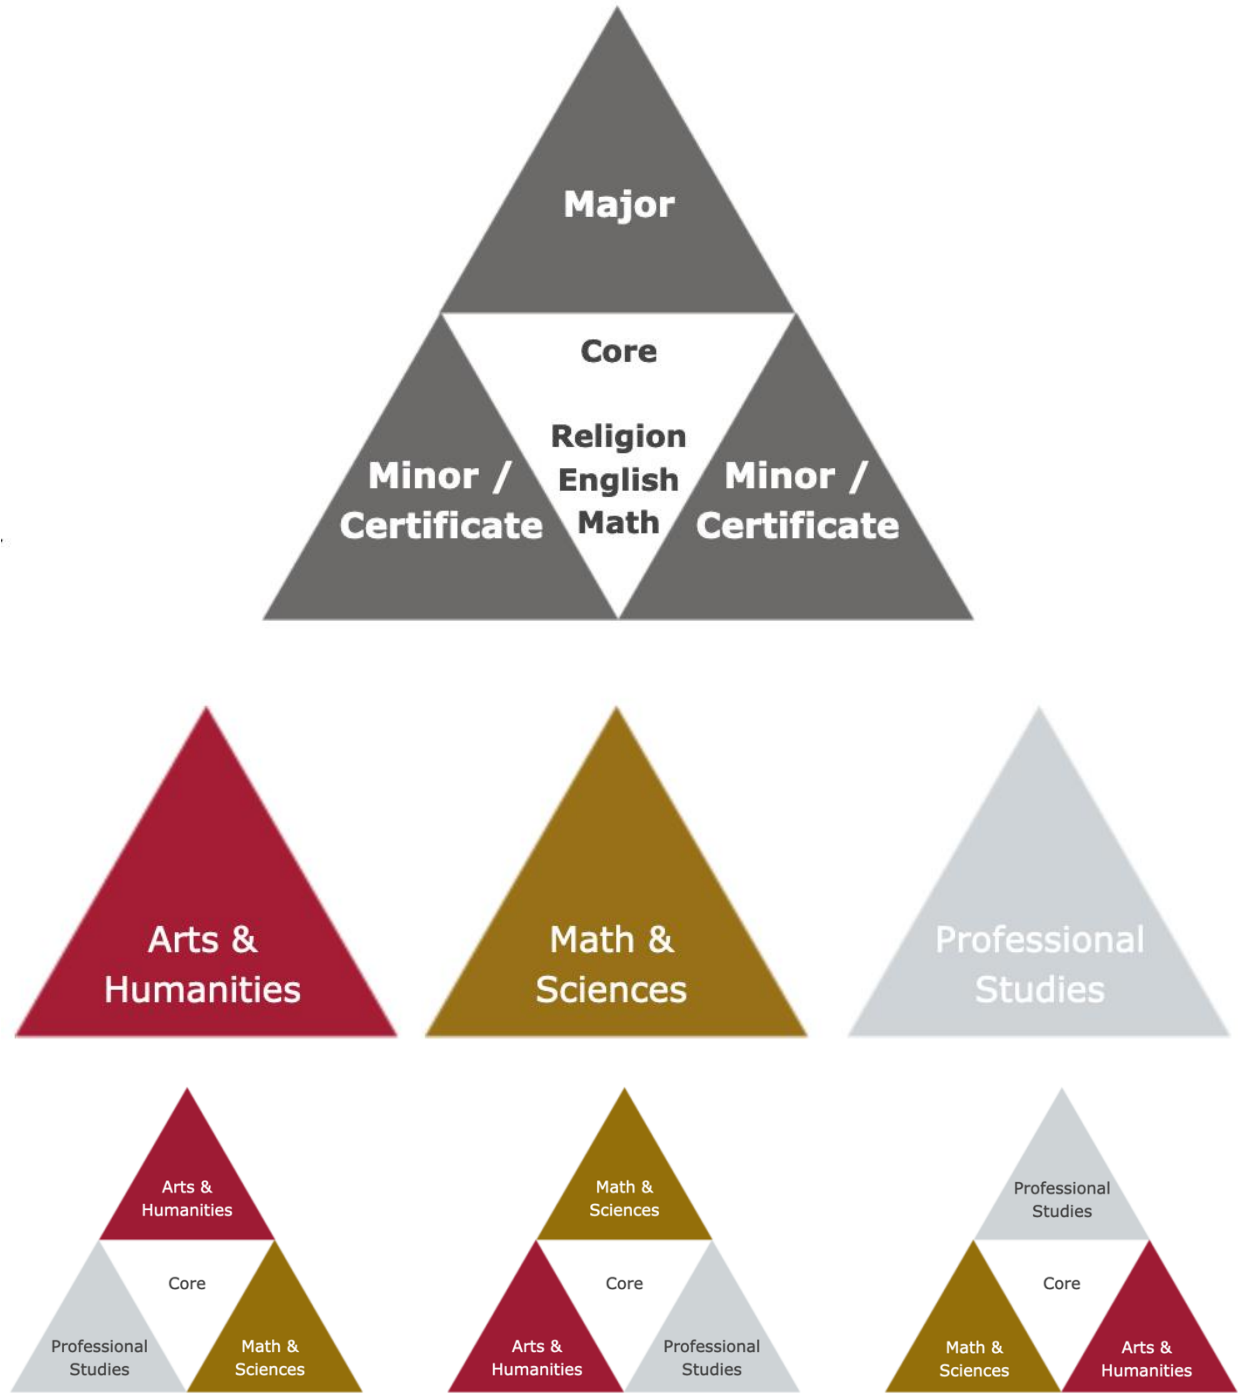 Major
Core
Religion
English
Math
Minor /
Certificate
Minor /
Certificate
Arts &
Humanities
Math &
Sciences
Professional
Studies
Arts &
Humanities
Core
Professional
Studies
Math &
Sciences
Math &
Sciences
Core
Arts &
Humanities
Professional
Studies
Professional
Studies
Core
Math &
Sciences
Arts &
Humanities